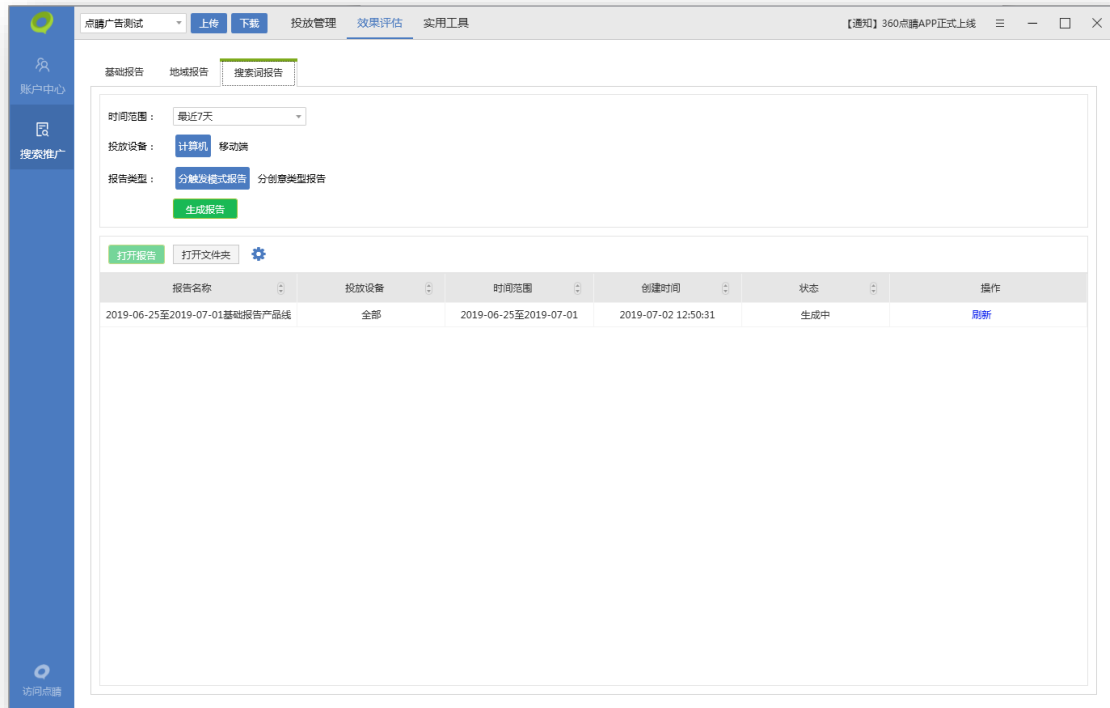 点睛广告测试 上传 下载 投放管理 效果评估 实用工具 【通知】360点睛APP正式上线
账户中心
搜索推广
基础报告 地域报告 搜索词报告
时间范围： 最近7天
投放设备： 计算机 移动端
报告类型： 分触发模式报告 分创意类型报告
生成报告
打开报告 打开文件夹
报告名称 投放设备 时间范围 创建时间 状态 操作
2019-06-25至2019-07-01基础报告产品线 全部 2019-06-25至2019-07-01 2019-07-02 12:50:31 生成中 刷新
访问点睛